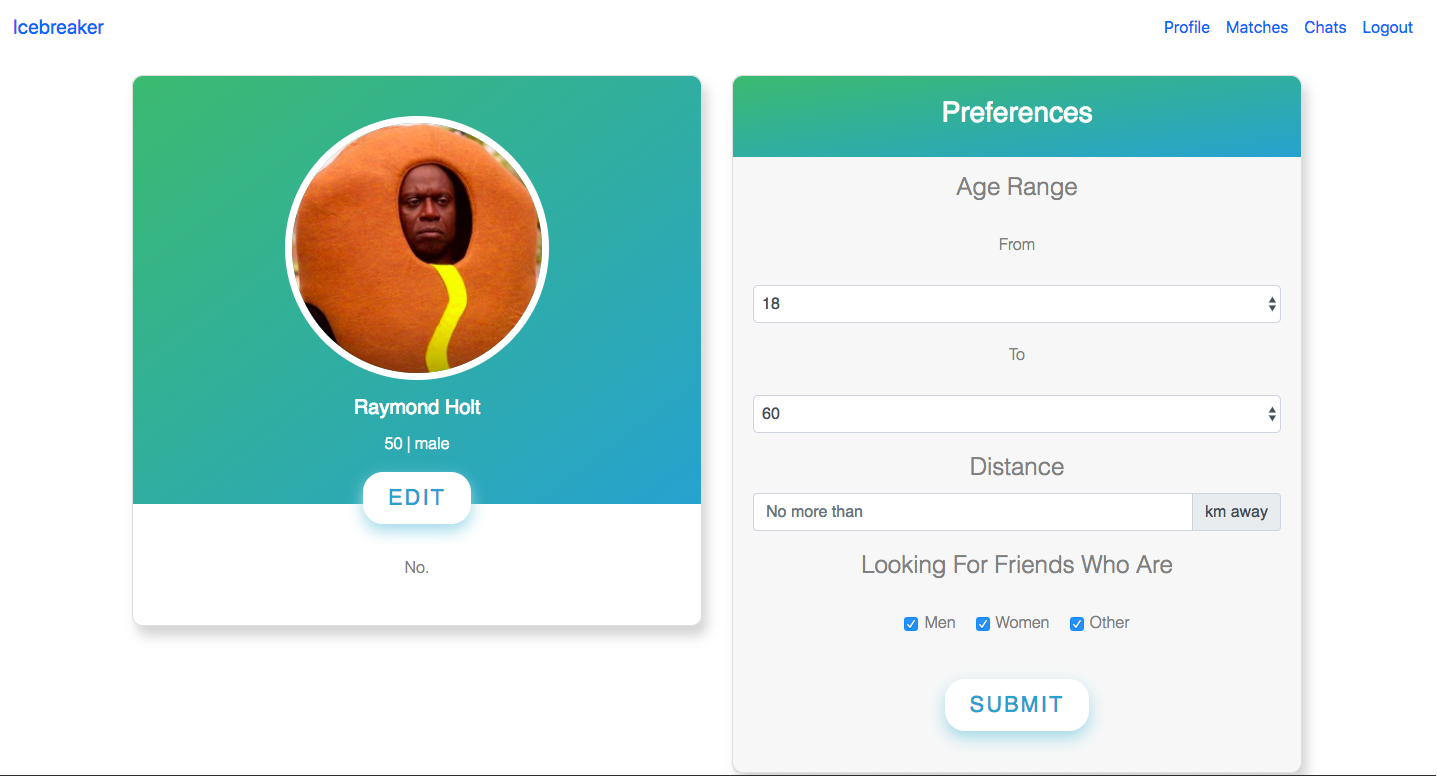 Icebreaker
Profile Matches Chats Logout
Raymond Holt
50 | male
EDIT
No.
Preferences
Age Range
From
18
To
60
Distance
No more than km away
Looking For Friends Who Are
Men Women Other
SUBMIT